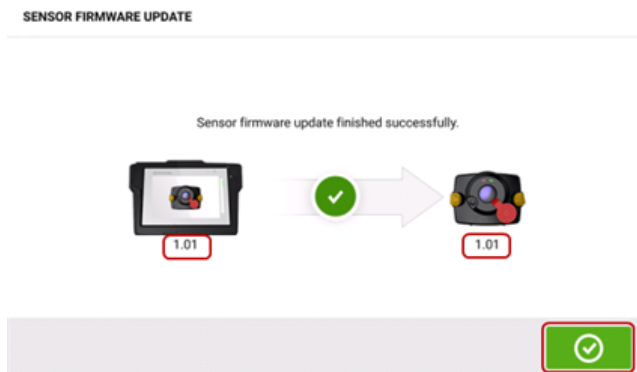 SENSOR FIRMWARE UPDATE
Sensor firmware update finished successfully.
1.01
1.01